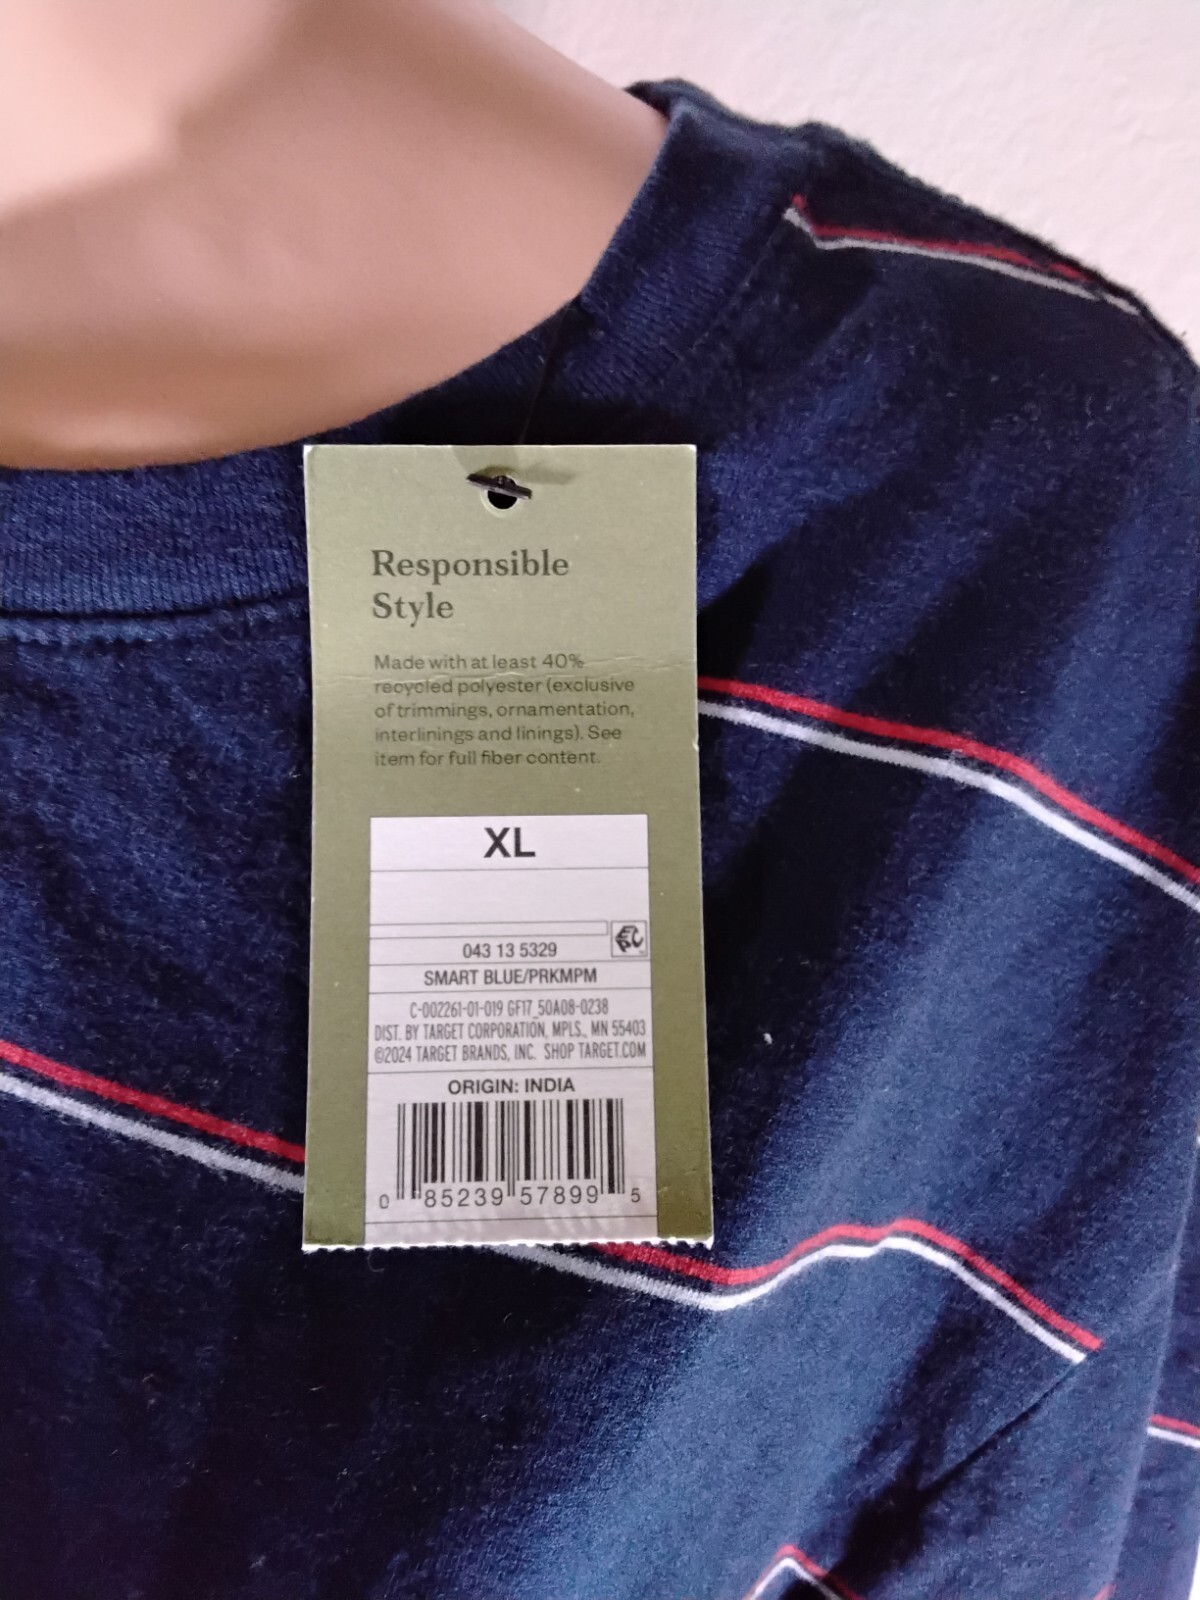 Responsible
Style
Made with at least 40%
recycled polyester (exclusive
of trimmings, ornamentation,
interlinings and linings). See
item for full fiber content.
XL
043 13 5329
SMART BLUE/PRKMPM
C-002261-01-019 GF17_50A08-0238
DIST. BY TARGET CORPORATION, MPLS., MN 55403
©2024 TARGET BRANDS, INC. SHOP TARGET.COM
ORIGIN: INDIA
0 85239 57899 5